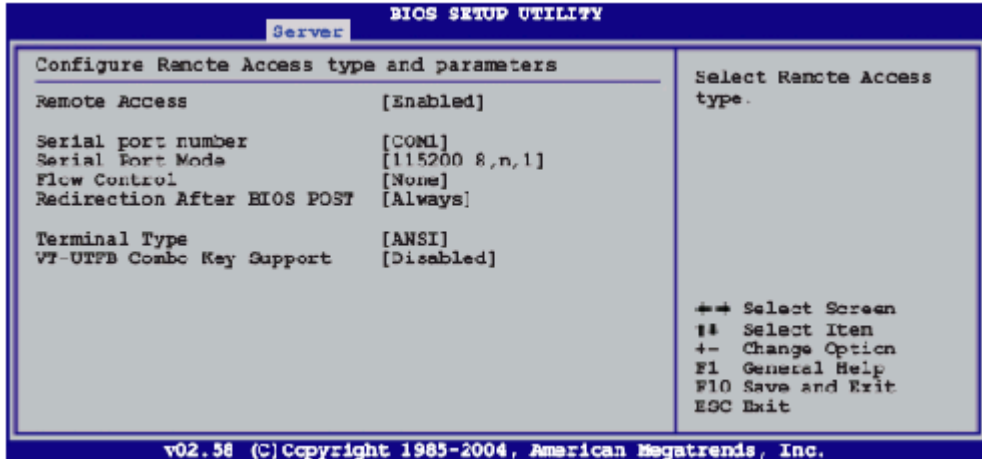 BIOS SETUP UTILITY
Server
Configure Remote Access type and parameters
Remote Access [Enabled]
Serial port number [COM1]
Serial Port Mode [115200 8,n,1]
Flow Control [None]
Redirection After BIOS POST [Always]
Terminal Type [ANSI]
VT-UTF8 Combo Key Support [Disabled]
Select Remote Access
type.
←→ Select Screen
↑↓ Select Item
+- Change Option
F1 General Help
F10 Save and Exit
ESC Exit
v02.58 (C)Copyright 1985-2004, American Megatrends, Inc.